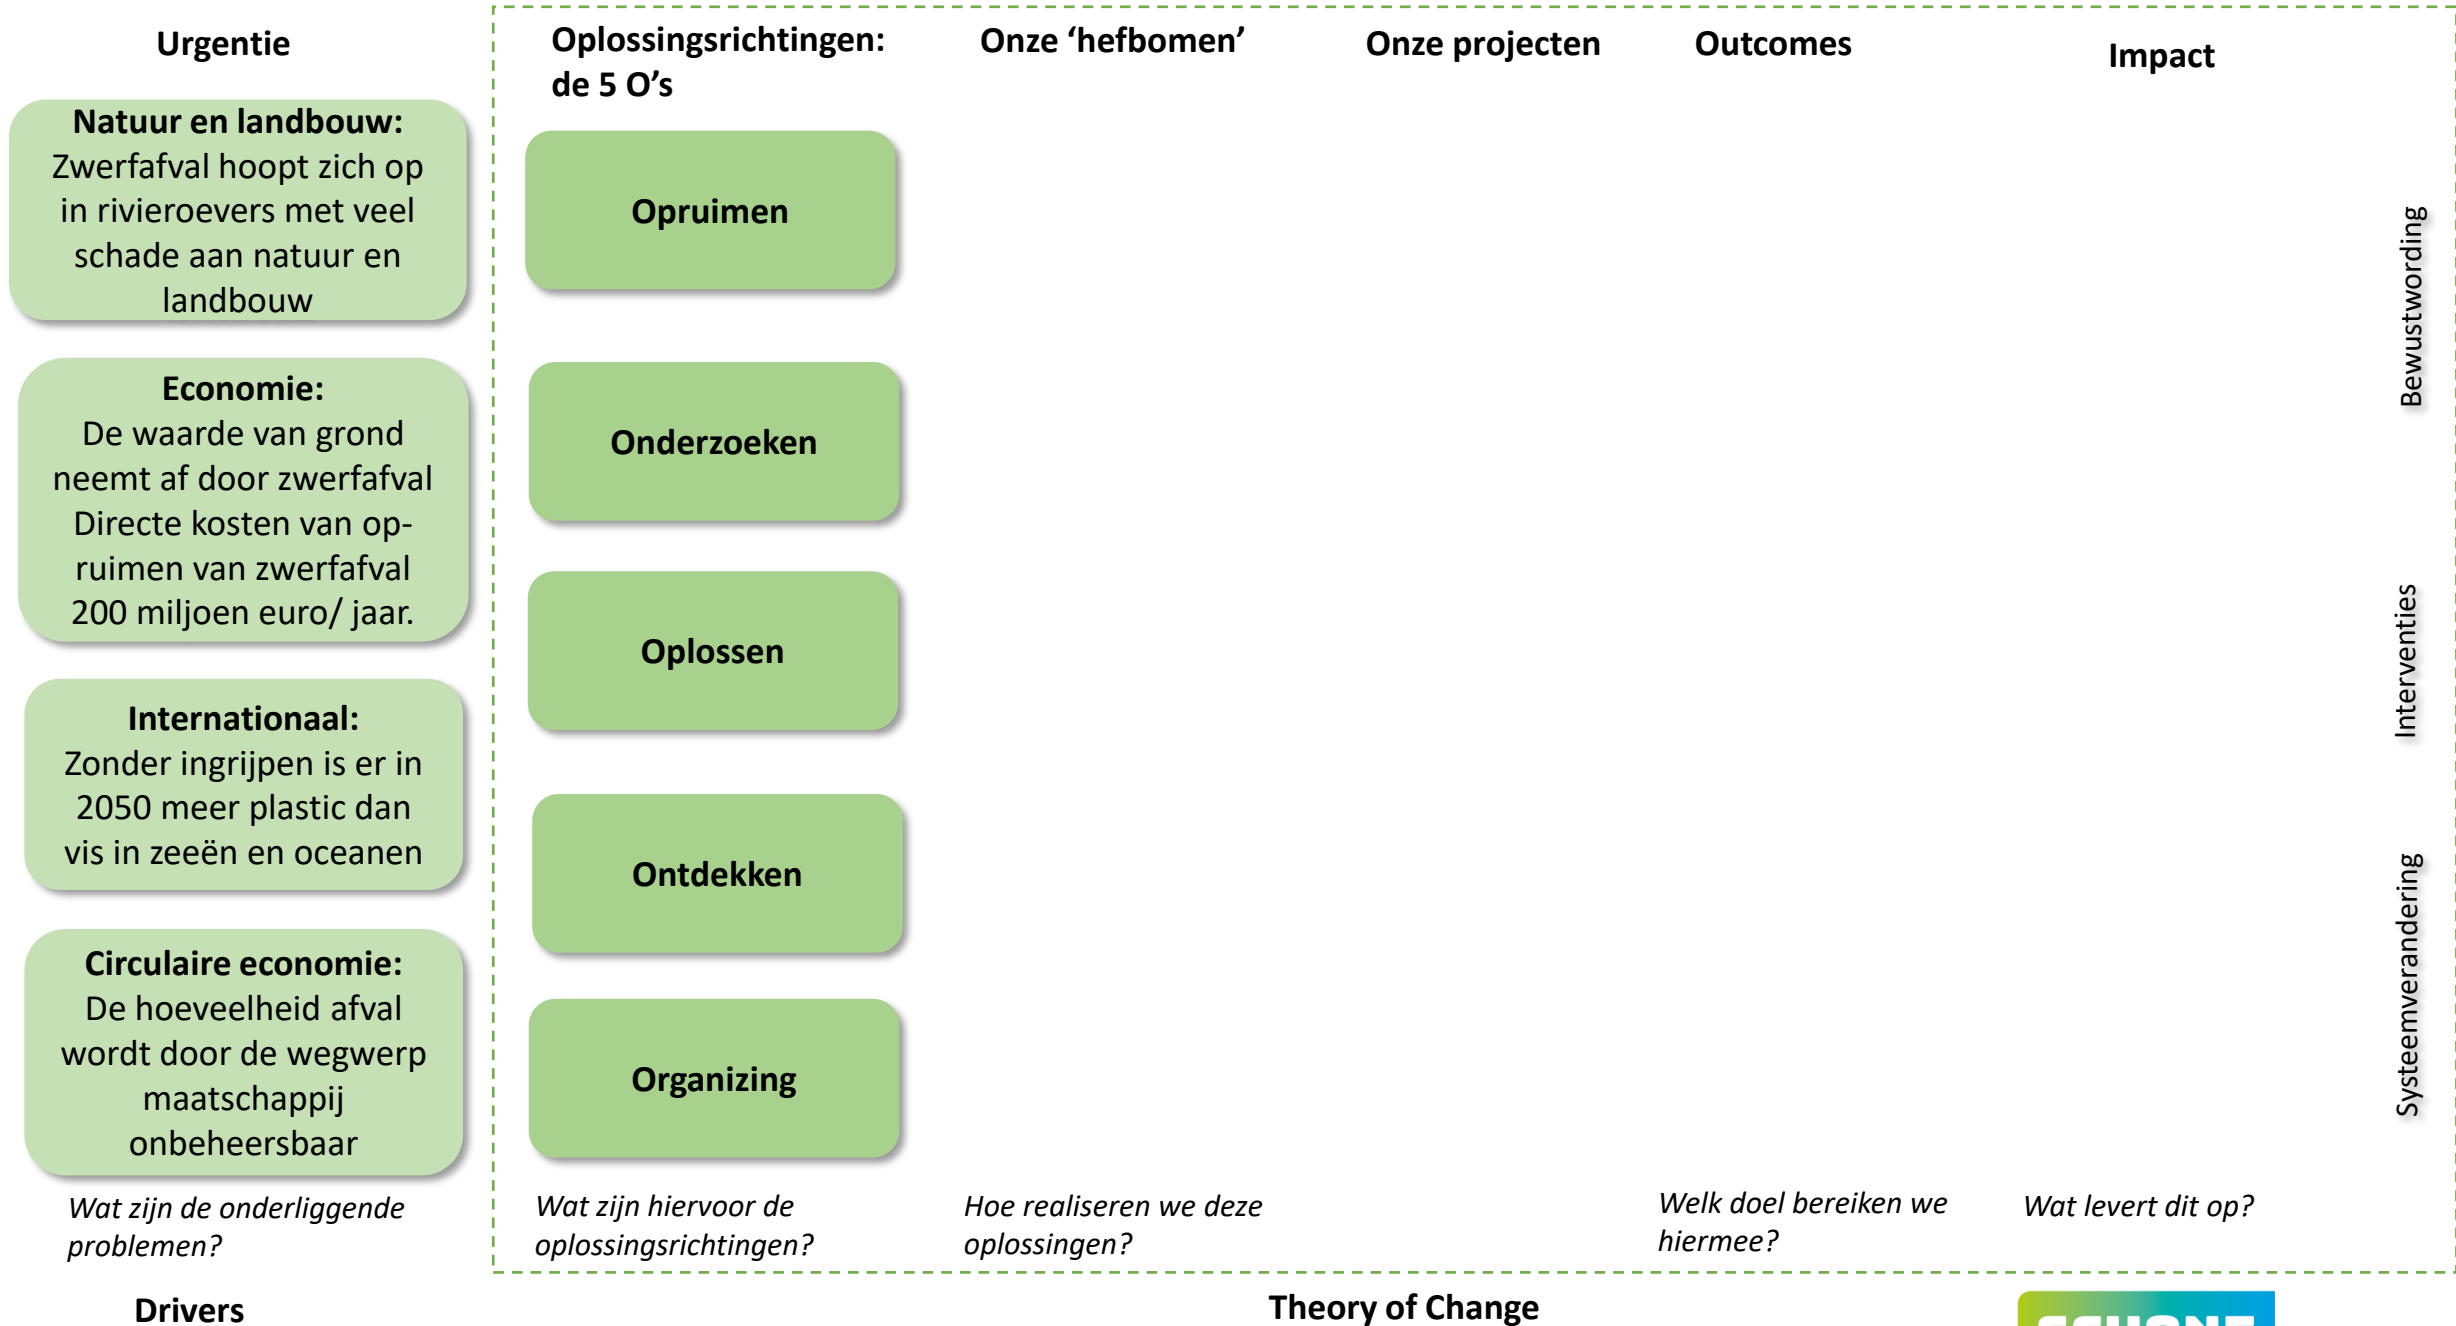 Urgentie
Natuur en landbouw:
Zwerfafval hoopt zich op
in rivieroevers met veel
schade aan natuur en
landbouw
Economie:
De waarde van grond
neemt af door zwerfafval
Directe kosten van op-
ruimen van zwerfafval
200 miljoen euro/ jaar.
Internationaal:
Zonder ingrijpen is er in
2050 meer plastic dan
vis in zeeën en oceanen
Circulaire economie:
De hoeveelheid afval
wordt door de wegwerp
maatschappij
onbeheersbaar
Wat zijn de onderliggende
problemen?
Drivers
Oplossingsrichtingen:
de 5 O’s
Opruimen
Onderzoeken
Oplossen
Ontdekken
Organizing
Wat zijn hiervoor de
oplossingsrichtingen?
Onze ‘hefbomen’
Hoe realiseren we deze
oplossingen?
Onze projecten
Outcomes
Welk doel bereiken we
hiermee?
Impact
Wat levert dit op?
Bewustwording
Interventies
Systeemverandering
Theory of Change